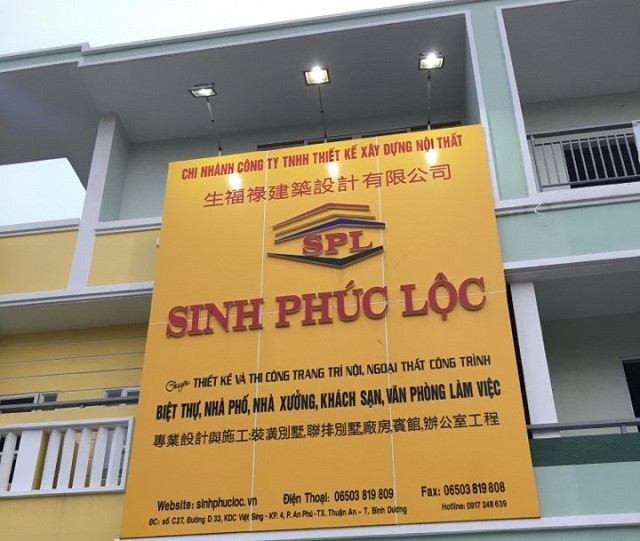 CHI NHÁNH CÔNG TY TNHH THIẾT KẾ XÂY DỰNG NỘI THẤT
生福祿建築設計有限公司
SPL
SINH PHÚC LỘC
Chuyên: THIẾT KẾ VÀ THI CÔNG TRANG TRÍ NỘI, NGOẠI THẤT CÔNG TRÌNH
BIỆT THỰ, NHÀ PHỐ, NHÀ XƯỞNG, KHÁCH SẠN, VĂN PHÒNG LÀM VIỆC
專業設計與施工:裝潢別墅,聯排別墅,廠房,賓館,辦公室工程
Website: sinhphucloc.vn Điện Thoại: 06503 819 809 Fax: 06503 819 808
ĐC: số C27, Đường D 33, KDC Việt Sing - KP. 4, P. An Phú - TX. Thuận An - T. Bình Dương Hotline: 0917 248 639